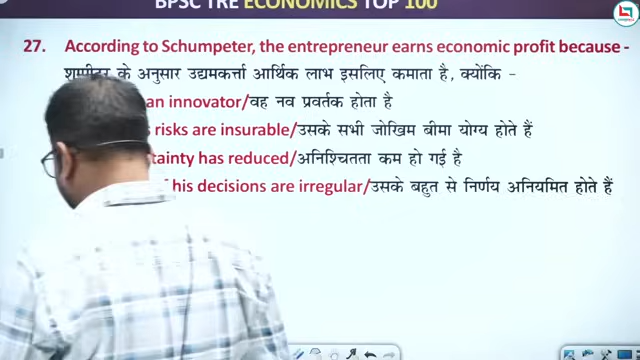 BPSC TRE ECONOMICS TOP 100
27. According to Schumpeter, the entrepreneur earns economic profit because -
शुम्पीटर के अनुसार उद्यमकर्त्ता आर्थिक लाभ इसलिए कमाता है, क्योंकि -
an innovator/वह नव प्रवर्तक होता है
risks are insurable/उसके सभी जोखिम बीमा योग्य होते हैं
has reduced/अनिश्चितता कम हो गई है
his decisions are irregular/उसके बहुत से निर्णय अनियमित होते हैं